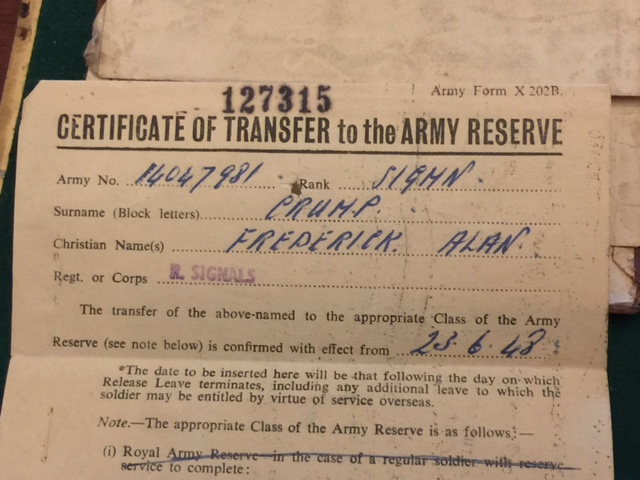 127315
Army Form X 202B.
CERTIFICATE OF TRANSFER to the ARMY RESERVE
Army No. 14047981 Rank SIGMN.
Surname (Block letters) CRUMP.
Christian Name(s) FREDERICK. ALAN.
Regt. or Corps R. SIGNALS
The transfer of the above-named to the appropriate Class of the Army
Reserve (see note below) is confirmed with effect from 23.6.48
*The date to be inserted here will be that following the day on which
Release Leave terminates, including any additional leave to which the
soldier may be entitled by virtue of service overseas.
Note.—The appropriate Class of the Army Reserve is as follows:—
(i) Royal Army Reserve—in the case of a regular soldier with reserve
service to complete: